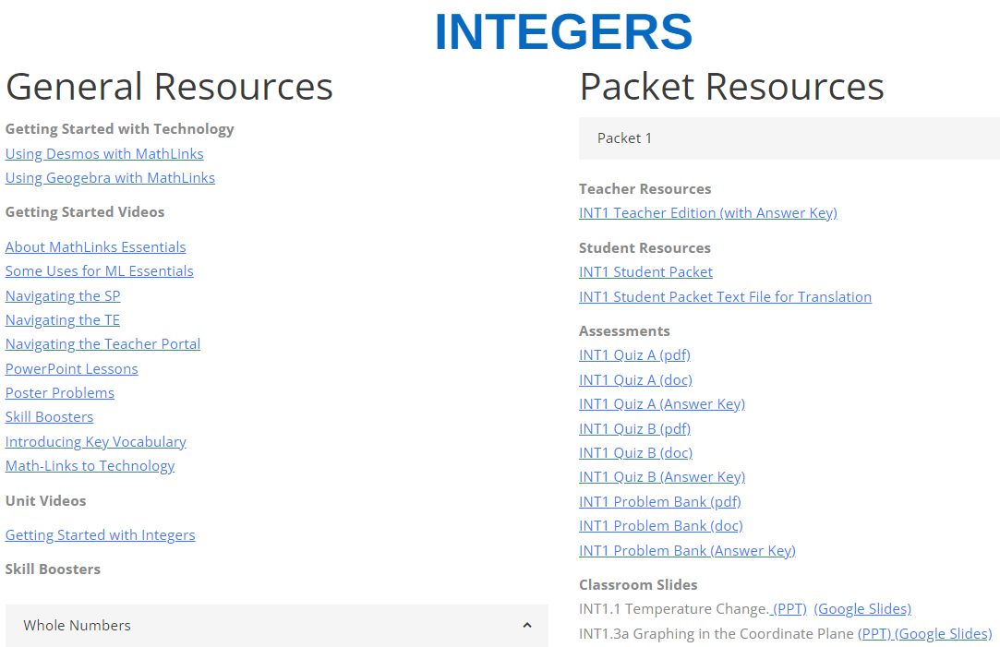 INTEGERS
General Resources
Getting Started with Technology
Using Desmos with MathLinks
Using Geogebra with MathLinks
Getting Started Videos
About MathLinks Essentials
Some Uses for ML Essentials
Navigating the SP
Navigating the TE
Navigating the Teacher Portal
PowerPoint Lessons
Poster Problems
Skill Boosters
Introducing Key Vocabulary
Math-Links to Technology
Unit Videos
Getting Started with Integers
Skill Boosters
Whole Numbers
Packet Resources
Packet 1
Teacher Resources
INT1 Teacher Edition (with Answer Key)
Student Resources
INT1 Student Packet
INT1 Student Packet Text File for Translation
Assessments
INT1 Quiz A (pdf)
INT1 Quiz A (doc)
INT1 Quiz A (Answer Key)
INT1 Quiz B (pdf)
INT1 Quiz B (doc)
INT1 Quiz B (Answer Key)
INT1 Problem Bank (pdf)
INT1 Problem Bank (doc)
INT1 Problem Bank (Answer Key)
Classroom Slides
INT1.1 Temperature Change. (PPT) (Google Slides)
INT1.3a Graphing in the Coordinate Plane (PPT) (Google Slides)